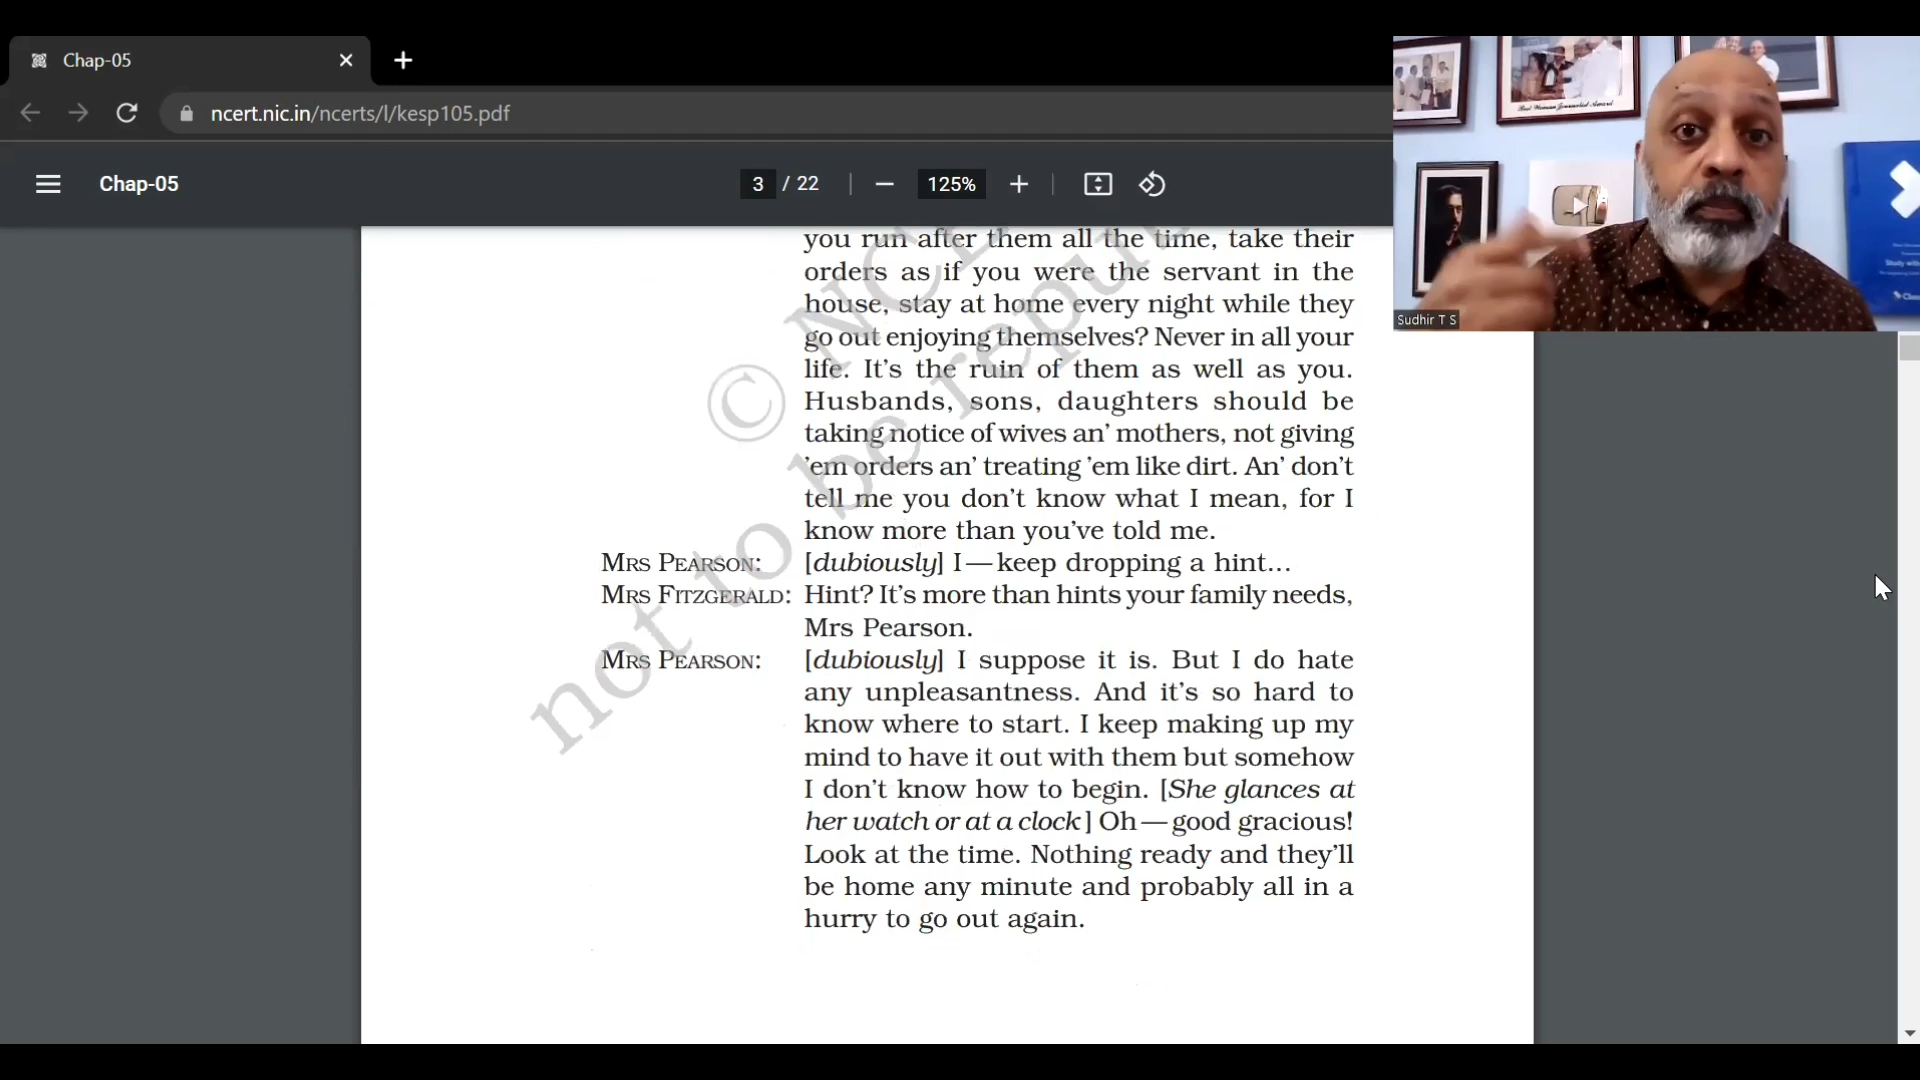 Chap-05
ncert.nic.in/ncerts/l/kesp105.pdf
Chap-05
3 / 22
125%
Best Woman Journalist Award
Sudhir T S
you run after them all the time, take their
orders as if you were the servant in the
house, stay at home every night while they
go out enjoying themselves? Never in all your
life. It's the ruin of them as well as you.
Husbands, sons, daughters should be
taking notice of wives an' mothers, not giving
'em orders an' treating 'em like dirt. An' don't
tell me you don't know what I mean, for I
know more than you've told me.
MRS PEARSON: [dubiously] I—keep dropping a hint...
MRS FITZGERALD: Hint? It's more than hints your family needs,
Mrs Pearson.
MRS PEARSON: [dubiously] I suppose it is. But I do hate
any unpleasantness. And it's so hard to
know where to start. I keep making up my
mind to have it out with them but somehow
I don't know how to begin. [She glances at
her watch or at a clock] Oh—good gracious!
Look at the time. Nothing ready and they'll
be home any minute and probably all in a
hurry to go out again.
©
not to be